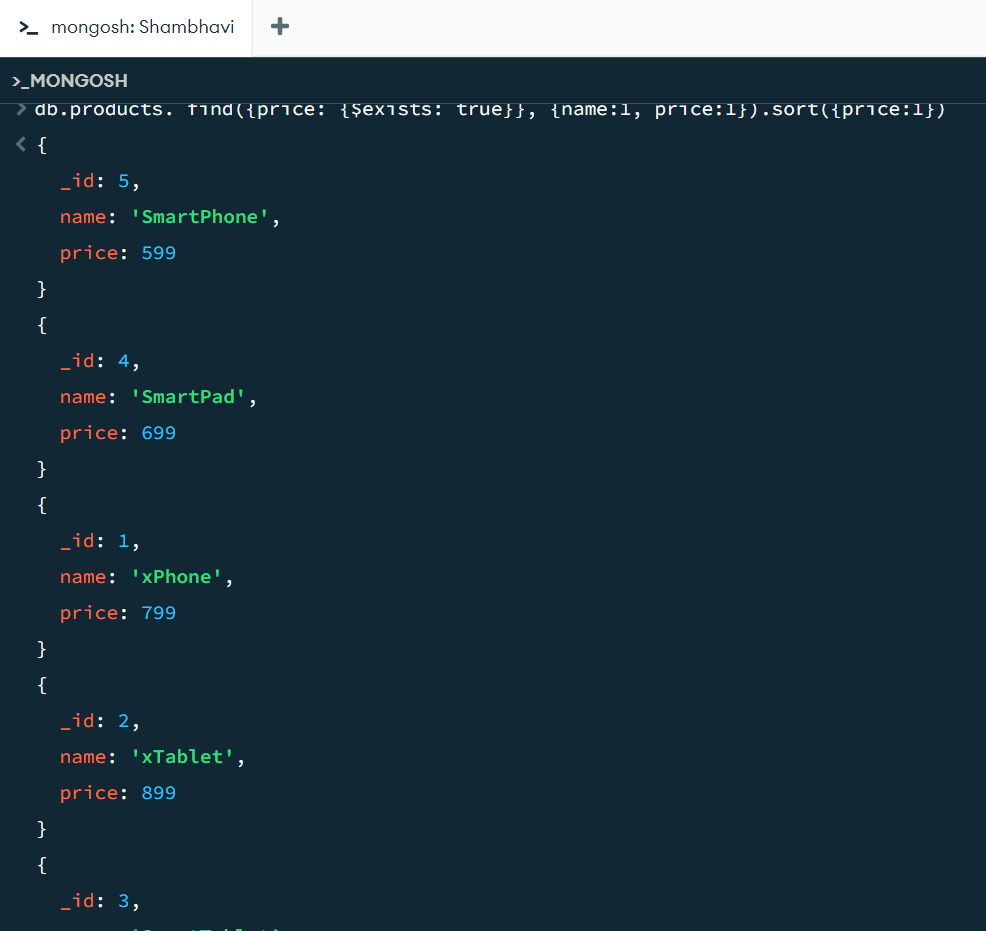 >_ mongosh: Shambhavi +
>_MONGOSH
> db.products. find({price: {$exists: true}}, {name:1, price:1}).sort({price:1})
< {
_id: 5,
name: 'SmartPhone',
price: 599
}
{
_id: 4,
name: 'SmartPad',
price: 699
}
{
_id: 1,
name: 'xPhone',
price: 799
}
{
_id: 2,
name: 'xTablet',
price: 899
}
{
_id: 3,